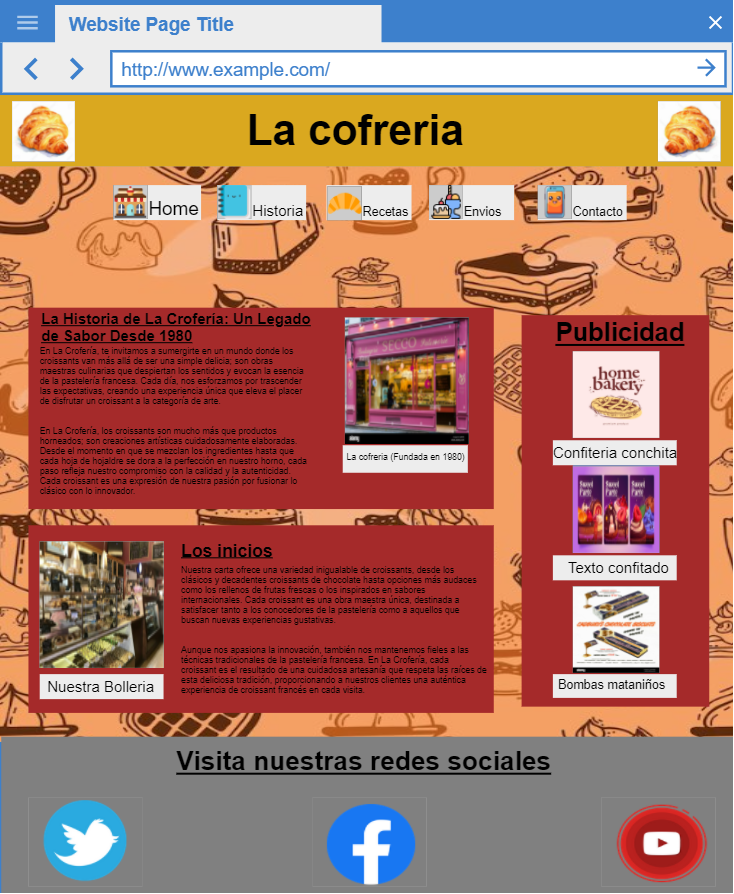 Website Page Title
http://www.example.com/
La cofreria
Home
Historia
Recetas
Envios
Contacto
La Historia de La Crofería: Un Legado
de Sabor Desde 1980
En La Crofería, te invitamos a sumergirte en un mundo donde los
croissants van más allá de ser una simple delicia; son obras
maestras culinarias que despiertan los sentidos y evocan la esencia
de la pastelería francesa. Cada día, nos esforzamos por trascender
las expectativas, creando una experiencia única que eleva el placer
de disfrutar un croissant a la categoría de arte.
En La Crofería, los croissants son mucho más que productos
horneados; son creaciones artísticas cuidadosamente elaboradas.
Desde el momento en que se mezclan los ingredientes hasta que
cada hoja de hojaldre se dora a la perfección en nuestro horno, cada
paso refleja nuestro compromiso con la calidad y la autenticidad.
Cada croissant es una expresión de nuestra pasión por fusionar lo
clásico con lo innovador.
SECCO
La cofreria (Fundada en 1980)
Publicidad
home
bakery
Confiteria conchita
Sweet Party
Sweet Party
Sweet Party
Texto confitado
Bombas mataniños
Los inicios
Nuestra carta ofrece una variedad inigualable de croissants, desde los
clásicos y decadentes croissants de chocolate hasta opciones más audaces
como los rellenos de frutas frescas o los inspirados en sabores
internacionales. Cada croissant es una obra maestra única, destinada a
satisfacer tanto a los conocedores de la pastelería como a aquellos que
buscan nuevas experiencias gustativas.
Aunque nos apasiona la innovación, también nos mantenemos fieles a las
técnicas tradicionales de la pastelería francesa. En La Crofería, cada
croissant es el resultado de una cuidadosa artesanía que respeta las raíces de
esta deliciosa tradición, proporcionando a nuestros clientes una auténtica
experiencia de croissant francés en cada visita.
Nuestra Bolleria
Visita nuestras redes sociales